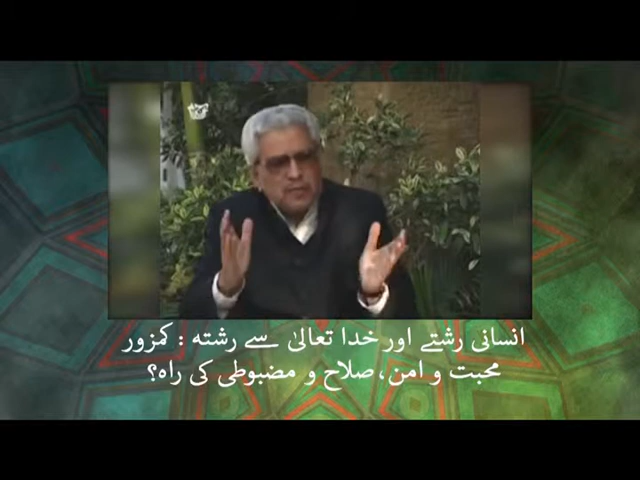 انسانی رشتے اور خدا تعالیٰ سے رشتہ : کمزور
محبت و امن، صلاح و مضبوطی کی راہ؟